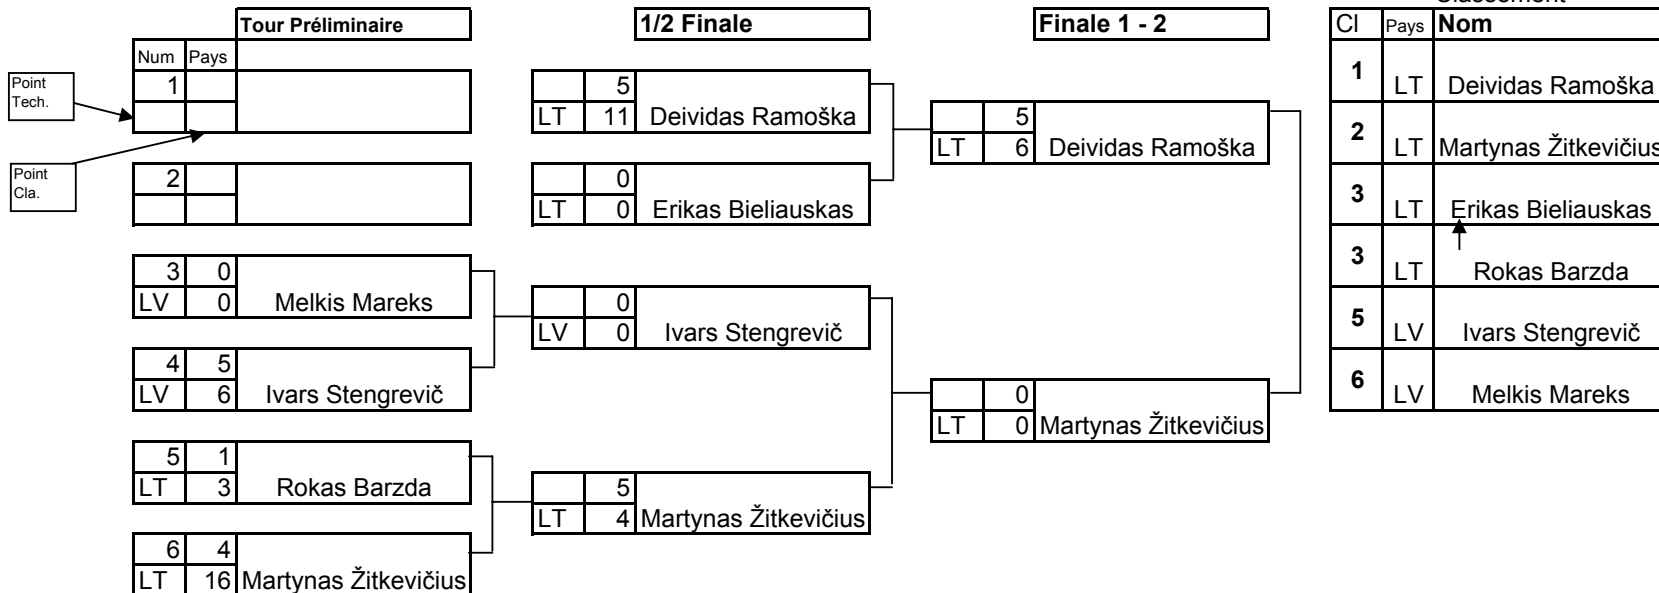 Classement
Tour Préliminaire 1/2 Finale Finale 1 - 2 Cl Pays Nom
Num Pays
Point
Tech.
1
5
LT 11 Deividas Ramoška
5
LT 6 Deividas Ramoška
1 LT Deividas Ramoška
Point
Cla.
2
0
LT 0 Erikas Bieliauskas
2 LT Martynas Žitkevičius
3 LT Erikas Bieliauskas
3 0
LV 0 Melkis Mareks
0
LV 0 Ivars Stengrevič
3 LT Rokas Barzda
4 5
LV 6 Ivars Stengrevič
5 LV Ivars Stengrevič
0
LT 0 Martynas Žitkevičius
6 LV Melkis Mareks
5 1
LT 3 Rokas Barzda
5
LT 4 Martynas Žitkevičius
6 4
LT 16 Martynas Žitkevičius